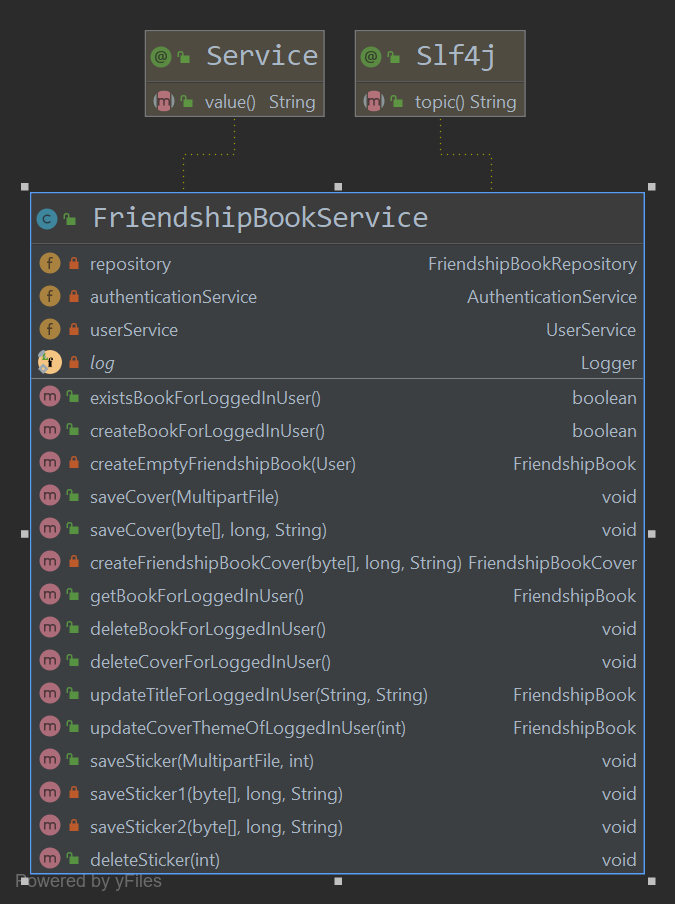 Service
value() String
Slf4j
topic() String
FriendshipBookService
repository FriendshipBookRepository
authenticationService AuthenticationService
userService UserService
log Logger
existsBookForLoggedInUser() boolean
createBookForLoggedInUser() boolean
createEmptyFriendshipBook(User) FriendshipBook
saveCover(MultipartFile) void
saveCover(byte[], long, String) void
createFriendshipBookCover(byte[], long, String) FriendshipBookCover
getBookForLoggedInUser() FriendshipBook
deleteBookForLoggedInUser() void
deleteCoverForLoggedInUser() void
updateTitleForLoggedInUser(String, String) FriendshipBook
updateCoverThemeOfLoggedInUser(int) FriendshipBook
saveSticker(MultipartFile, int) void
saveSticker1(byte[], long, String) void
saveSticker2(byte[], long, String) void
deleteSticker(int) void
Powered by yFiles